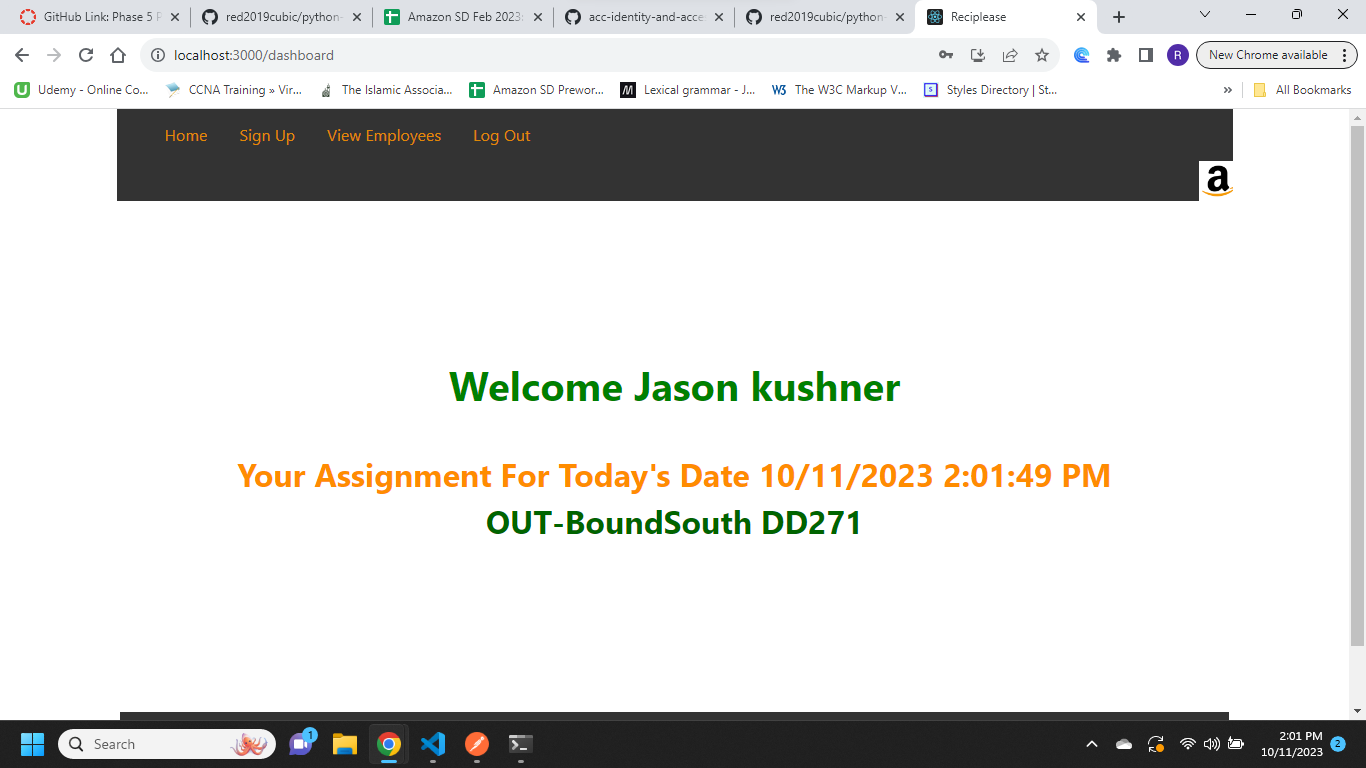 GitHub Link: Phase 5 P
red2019cubic/python-
Amazon SD Feb 2023:
acc-identity-and-acces
red2019cubic/python-
Reciplease
localhost:3000/dashboard
R
New Chrome available
Udemy - Online Co...
CCNA Training » Vir...
The Islamic Associa...
Amazon SD Prewor...
Lexical grammar - J...
The W3C Markup V...
Styles Directory | St...
»
All Bookmarks
Home
Sign Up
View Employees
Log Out
a
Welcome Jason kushner
Your Assignment For Today's Date 10/11/2023 2:01:49 PM
OUT-BoundSouth DD271
Search
1
2:01 PM
10/11/2023
2